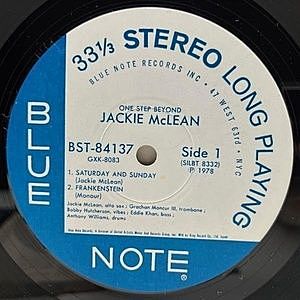 33⅓ STEREO LONG PLAYING
BLUE NOTE RECORDS INC • 47 WEST 63rd • N.Y.C.
BLUE
NOTE®
ONE STEP BEYOND
JACKIE McLEAN
BST-84137
GXK-8083
Side 1
(SILBT 8332)
℗ 1978
1. SATURDAY AND SUNDAY
(Jackie McLean)
2. FRANKENSTEIN
(Moncur)
Jackie McLean, alto sax ; Grachan Moncur III, trombone ;
Bobby Hutcherson, vibes ; Eddie Khan, bass ;
Anthony Williams, drums